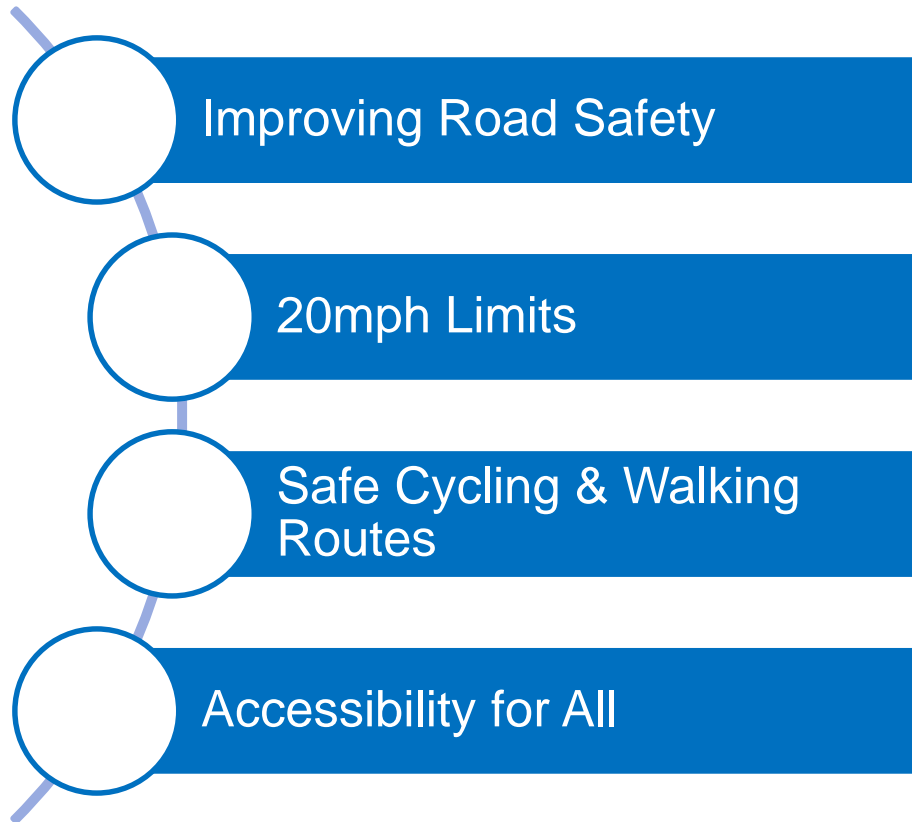 Improving Road Safety
20mph Limits
Safe Cycling & Walking
Routes
Accessibility for All